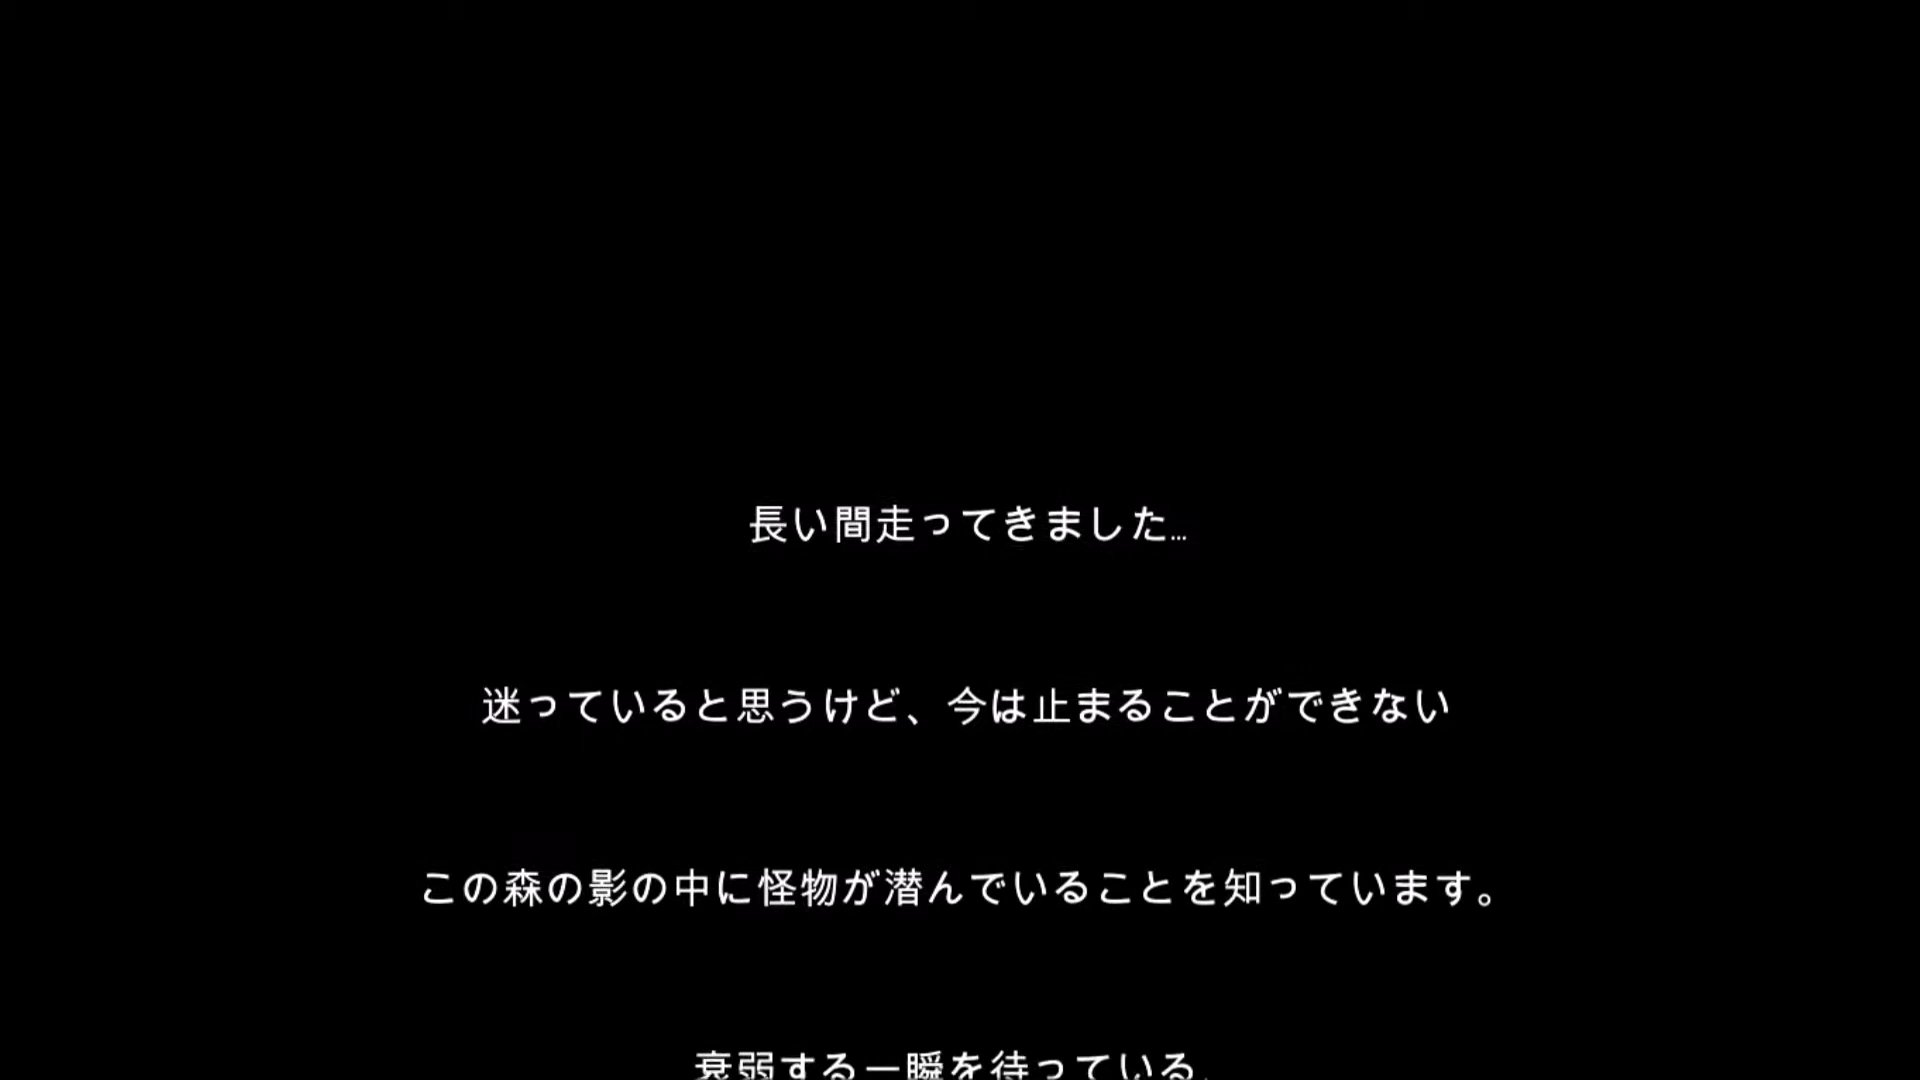 長い間走ってきました…
迷っていると思うけど、今は止まることができない
この森の影の中に怪物が潜んでいることを知っています。
衰弱する一瞬を待っている.